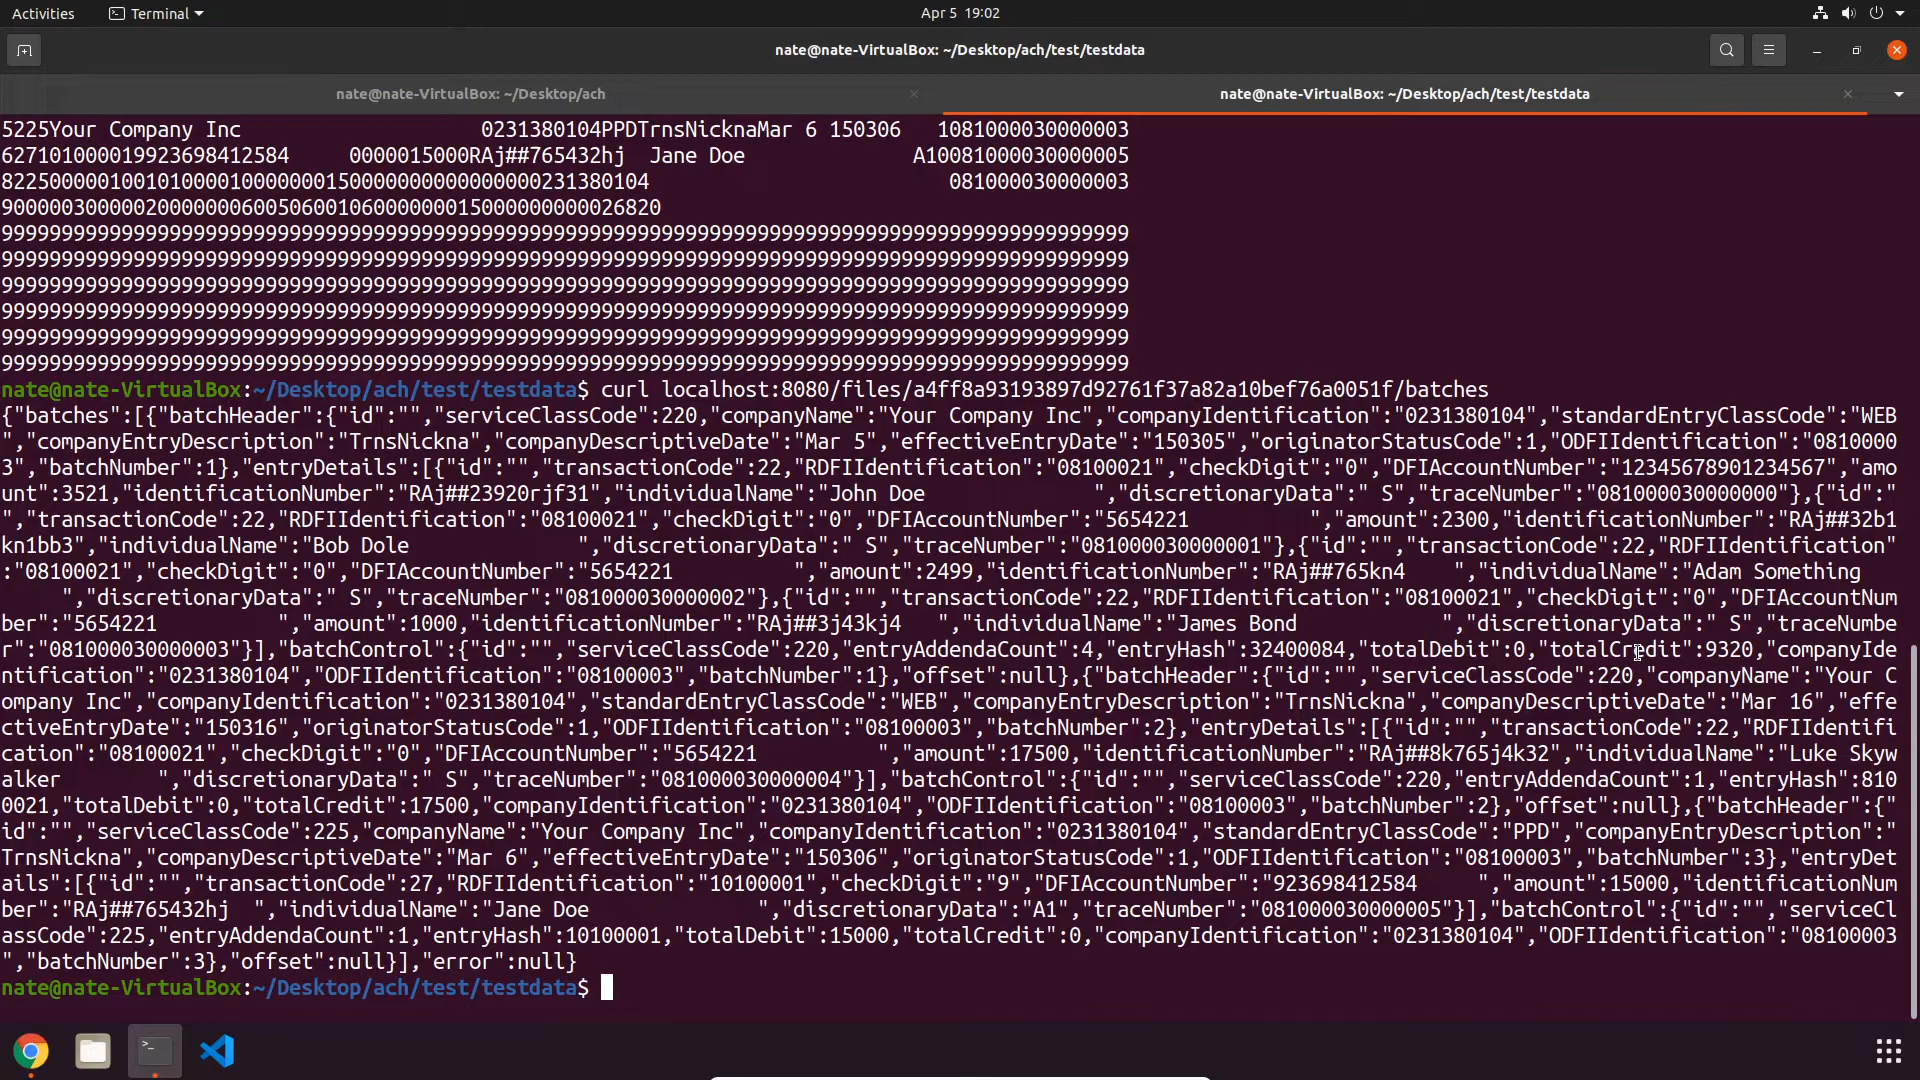 Activities Terminal Apr 5 19:02
nate@nate-VirtualBox: ~/Desktop/ach/test/testdata
nate@nate-VirtualBox: ~/Desktop/ach nate@nate-VirtualBox: ~/Desktop/ach/test/testdata
5225Your Company Inc                    0231380104PPDTrnsNicknaMar 6 150306   1081000030000003
627101000019923698412584     0000015000RAj##765432hj  Jane Doe              A10081000030000005
82250000010010100001000000015000000000000000231380104                         081000030000003
9000003000002000000060050600106000000015000000000026820
9999999999999999999999999999999999999999999999999999999999999999999999999999999999999999999999
9999999999999999999999999999999999999999999999999999999999999999999999999999999999999999999999
9999999999999999999999999999999999999999999999999999999999999999999999999999999999999999999999
9999999999999999999999999999999999999999999999999999999999999999999999999999999999999999999999
9999999999999999999999999999999999999999999999999999999999999999999999999999999999999999999999
9999999999999999999999999999999999999999999999999999999999999999999999999999999999999999999999
nate@nate-VirtualBox:~/Desktop/ach/test/testdata$ curl localhost:8080/files/a4ff8a93193897d92761f37a82a10bef76a0051f/batches
{"batches":[{"batchHeader":{"id":"","serviceClassCode":220,"companyName":"Your Company Inc","companyIdentification":"0231380104","standardEntryClassCode":"WEB
","companyEntryDescription":"TrnsNickna","companyDescriptiveDate":"Mar 5","effectiveEntryDate":"150305","originatorStatusCode":1,"ODFIIdentification":"0810000
3","batchNumber":1},"entryDetails":[{"id":"","transactionCode":22,"RDFIIdentification":"08100021","checkDigit":"0","DFIAccountNumber":"12345678901234567","amo
unt":3521,"identificationNumber":"RAj##23920rjf31","individualName":"John Doe              ","discretionaryData":" S","traceNumber":"081000030000000"},{"id":"
","transactionCode":22,"RDFIIdentification":"08100021","checkDigit":"0","DFIAccountNumber":"5654221          ","amount":2300,"identificationNumber":"RAj##32b1
kn1bb3","individualName":"Bob Dole              ","discretionaryData":" S","traceNumber":"081000030000001"},{"id":"","transactionCode":22,"RDFIIdentification"
:"08100021","checkDigit":"0","DFIAccountNumber":"5654221          ","amount":2499,"identificationNumber":"RAj##765kn4    ","individualName":"Adam Something
     ","discretionaryData":" S","traceNumber":"081000030000002"},{"id":"","transactionCode":22,"RDFIIdentification":"08100021","checkDigit":"0","DFIAccountNum
ber":"5654221          ","amount":1000,"identificationNumber":"RAj##3j43kj4   ","individualName":"James Bond            ","discretionaryData":" S","traceNumbe
r":"081000030000003"}],"batchControl":{"id":"","serviceClassCode":220,"entryAddendaCount":4,"entryHash":32400084,"totalDebit":0,"totalCredit":9320,"companyIde
ntification":"0231380104","ODFIIdentification":"08100003","batchNumber":1},"offset":null},{"batchHeader":{"id":"","serviceClassCode":220,"companyName":"Your C
ompany Inc","companyIdentification":"0231380104","standardEntryClassCode":"WEB","companyEntryDescription":"TrnsNickna","companyDescriptiveDate":"Mar 16","effe
ctiveEntryDate":"150316","originatorStatusCode":1,"ODFIIdentification":"08100003","batchNumber":2},"entryDetails":[{"id":"","transactionCode":22,"RDFIIdentifi
cation":"08100021","checkDigit":"0","DFIAccountNumber":"5654221          ","amount":17500,"identificationNumber":"RAj##8k765j4k32","individualName":"Luke Skyw
alker        ","discretionaryData":" S","traceNumber":"081000030000004"}],"batchControl":{"id":"","serviceClassCode":220,"entryAddendaCount":1,"entryHash":810
0021,"totalDebit":0,"totalCredit":17500,"companyIdentification":"0231380104","ODFIIdentification":"08100003","batchNumber":2},"offset":null},{"batchHeader":{"
id":"","serviceClassCode":225,"companyName":"Your Company Inc","companyIdentification":"0231380104","standardEntryClassCode":"PPD","companyEntryDescription":"
TrnsNickna","companyDescriptiveDate":"Mar 6","effectiveEntryDate":"150306","originatorStatusCode":1,"ODFIIdentification":"08100003","batchNumber":3},"entryDet
ails":[{"id":"","transactionCode":27,"RDFIIdentification":"10100001","checkDigit":"9","DFIAccountNumber":"923698412584     ","amount":15000,"identificationNum
ber":"RAj##765432hj  ","individualName":"Jane Doe              ","discretionaryData":"A1","traceNumber":"081000030000005"}],"batchControl":{"id":"","serviceCl
assCode":225,"entryAddendaCount":1,"entryHash":10100001,"totalDebit":15000,"totalCredit":0,"companyIdentification":"0231380104","ODFIIdentification":"08100003
","batchNumber":3},"offset":null}],"error":null}
nate@nate-VirtualBox:~/Desktop/ach/test/testdata$